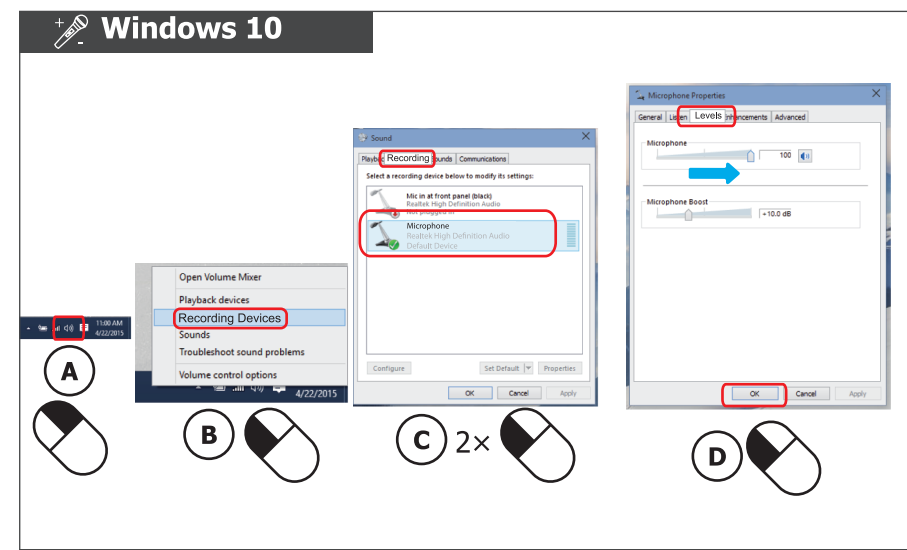 Windows 10
11:00 AM
4/22/2015
A
Open Volume Mixer
Playback devices
Recording Devices
Sounds
Troubleshoot sound problems
Volume control options
4/22/2015
B
Sound
Recording
Communications
Select a recording device below to modify its settings:
Mic in at front panel (black)
Realtek High Definition Audio
Not plugged in
Microphone
Realtek High Definition Audio
Default Device
Configure
Set Default
Properties
OK
Cancel
Apply
C
2×
Microphone Properties
General
Levels
Advanced
Microphone
100
Microphone Boost
+10.0 dB
OK
Cancel
Apply
D